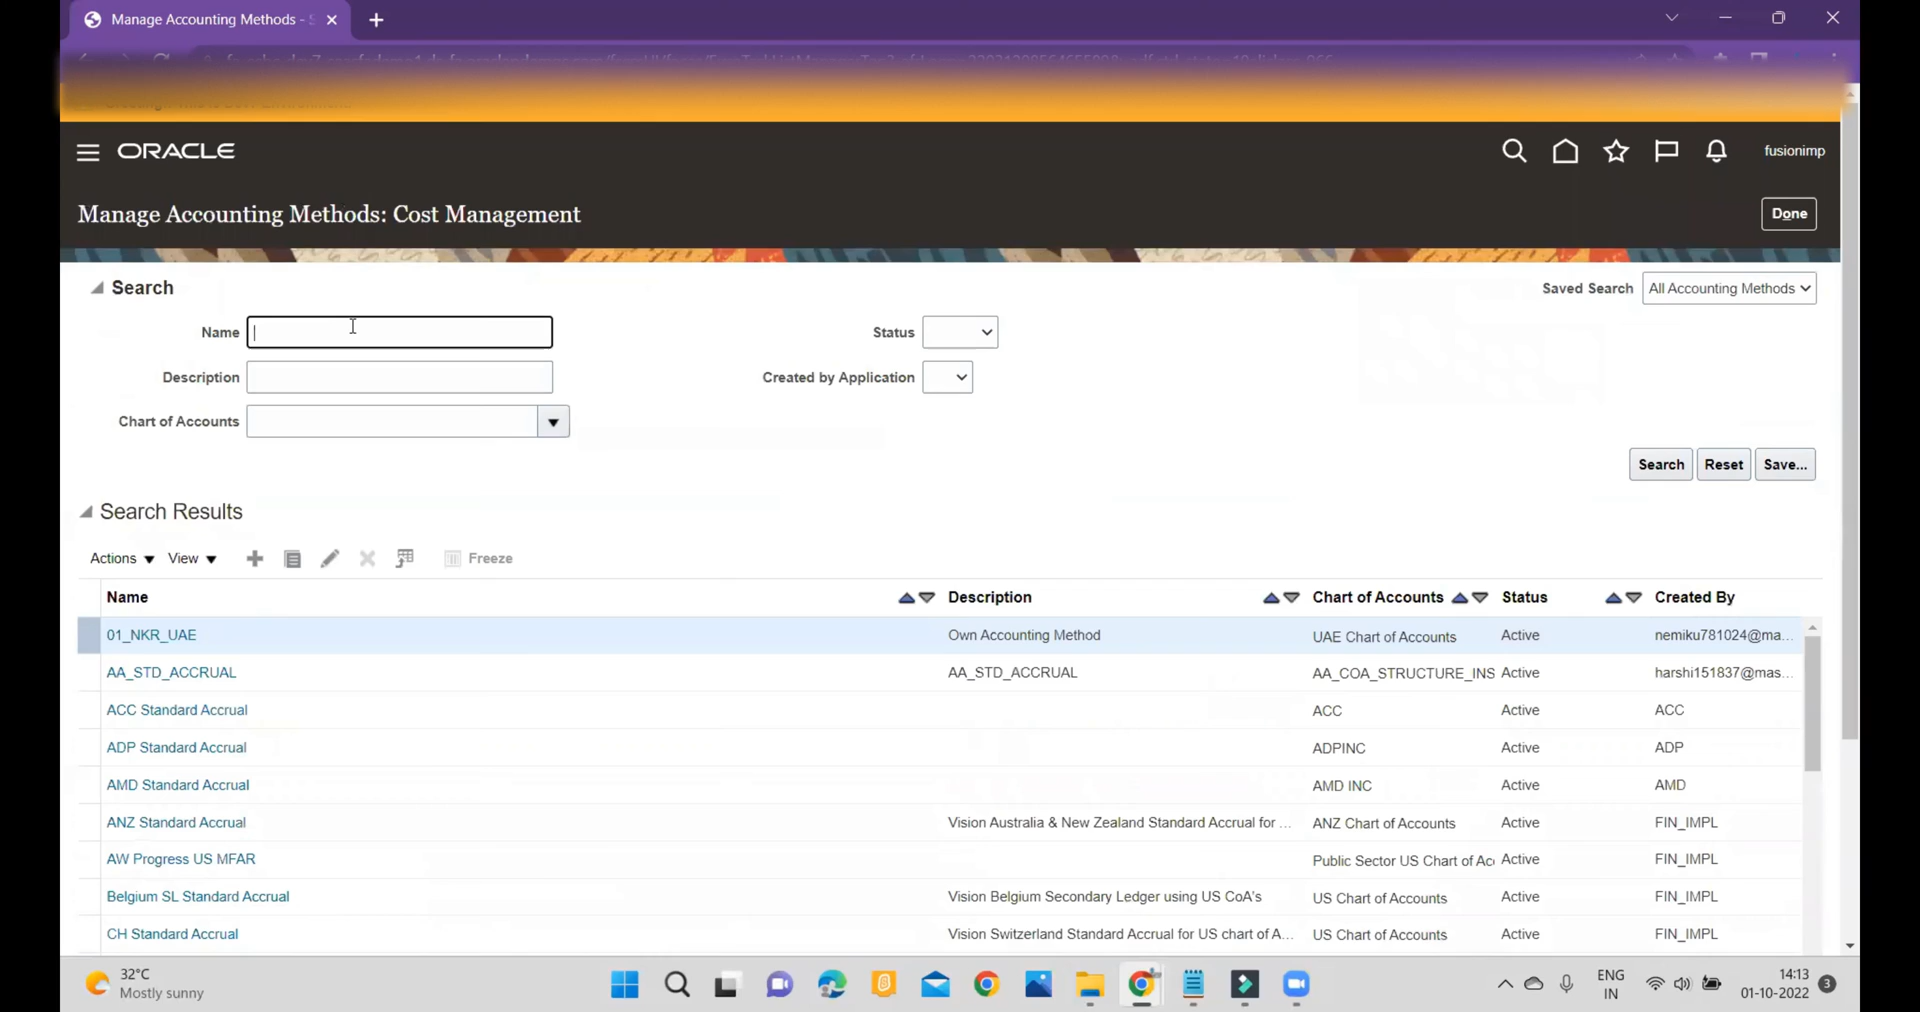 Manage Accounting Methods - S
ORACLE
fusionimp
Manage Accounting Methods: Cost Management
Done
Search
Saved Search All Accounting Methods
Name
Status
Description
Created by Application
Chart of Accounts
Search Reset Save...
Search Results
Actions View Freeze
Name Description Chart of Accounts Status Created By
01_NKR_UAE Own Accounting Method UAE Chart of Accounts Active nemiku781024@ma...
AA_STD_ACCRUAL AA_STD_ACCRUAL AA_COA_STRUCTURE_INS Active harshi151837@mas...
ACC Standard Accrual ACC Active ACC
ADP Standard Accrual ADPINC Active ADP
AMD Standard Accrual AMD INC Active AMD
ANZ Standard Accrual Vision Australia & New Zealand Standard Accrual for ... ANZ Chart of Accounts Active FIN_IMPL
AW Progress US MFAR Public Sector US Chart of Acc Active FIN_IMPL
Belgium SL Standard Accrual Vision Belgium Secondary Ledger using US CoA's US Chart of Accounts Active FIN_IMPL
CH Standard Accrual Vision Switzerland Standard Accrual for US chart of A... US Chart of Accounts Active FIN_IMPL
32°C
Mostly sunny
ENG
IN
14:13
01-10-2022
3